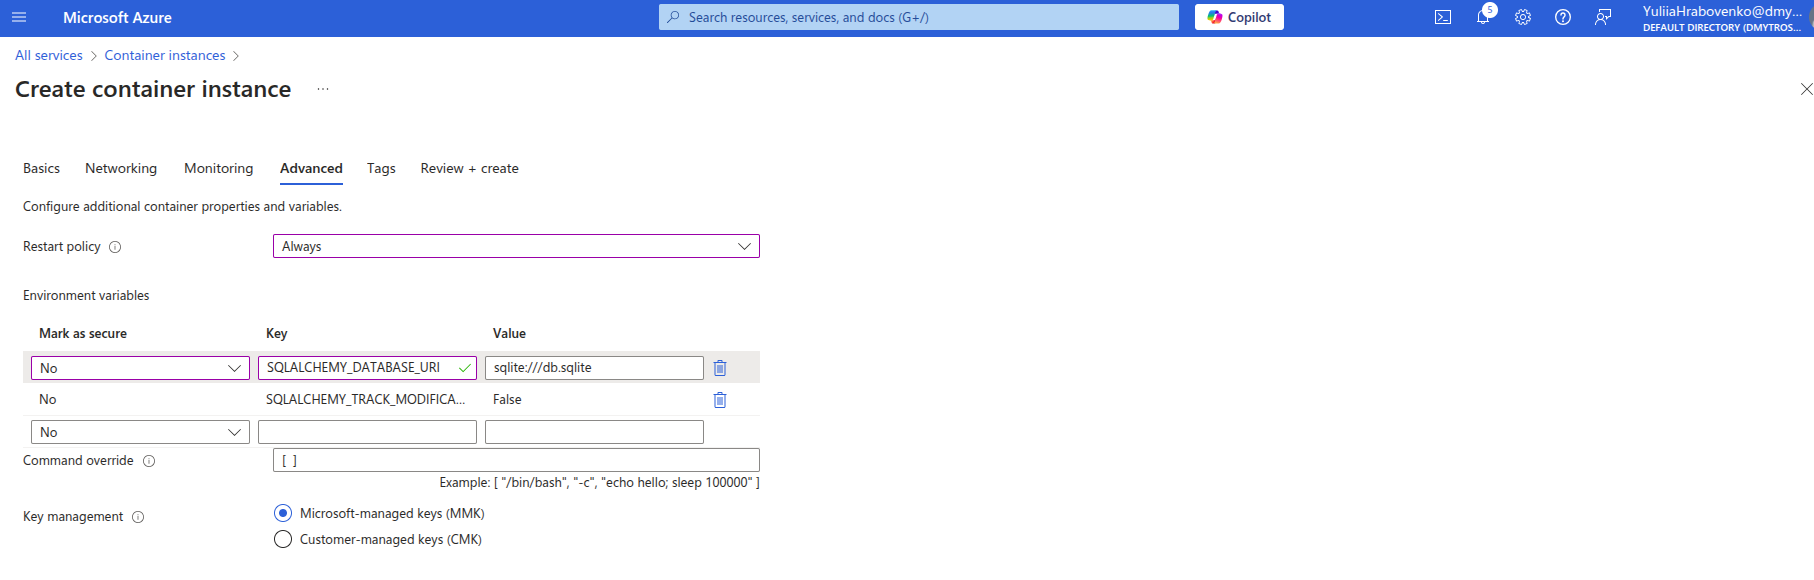 Microsoft Azure
Search resources, services, and docs (G+/)
Copilot
5
YuliiaHrabovenko@dmy...
DEFAULT DIRECTORY (DMYTROS...
All services > Container instances >
Create container instance ...
Basics Networking Monitoring Advanced Tags Review + create
Configure additional container properties and variables.
Restart policy Always
Environment variables
Mark as secure Key Value
No SQLALCHEMY_DATABASE_URI sqlite:///db.sqlite
No SQLALCHEMY_TRACK_MODIFICA... False
No
Command override [ ]
Example: [ "/bin/bash", "-c", "echo hello; sleep 100000" ]
Key management Microsoft-managed keys (MMK)
Customer-managed keys (CMK)